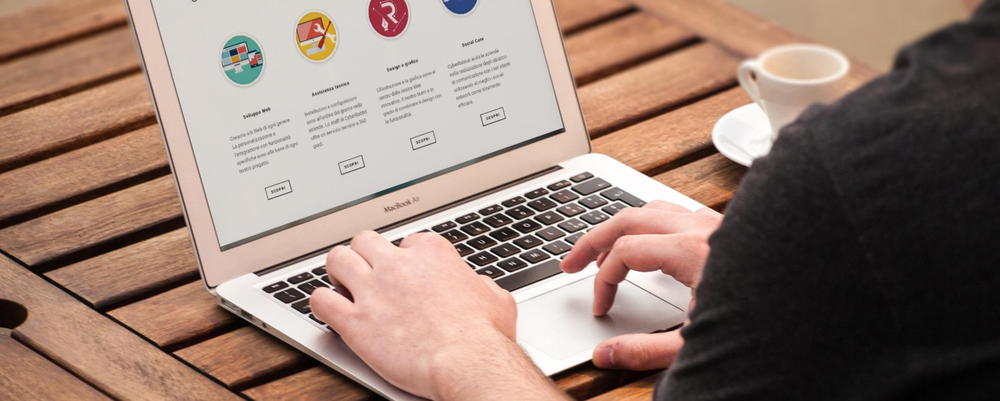 Sviluppo Web
Creiamo siti Web di ogni genere.
La personalizzazione e
l'integrazione con funzionalità
specifiche sono alla base di ogni
nostro progetto.
SCOPRI
Assistenza tecnica
Installazioni e configurazioni
sono all'ordine del giorno nelle
aziende. Lo staff di CyberRabbit
offre un servizio tecnico a 360
gradi.
SCOPRI
Design e grafica
L'illustrazione e la grafica sono al
centro delle nostre idee
innovative. Il nostro team è in
grado di combinare il design con
le funzionalità.
SCOPRI
Social Care
CyberRabbat aiuta le aziende
nella realizzazione degli obiettivi
di comunicazione con i lori clienti
utilizzando al meglio i social
network come strumento
efficace.
SCOPRI
MacBook Air